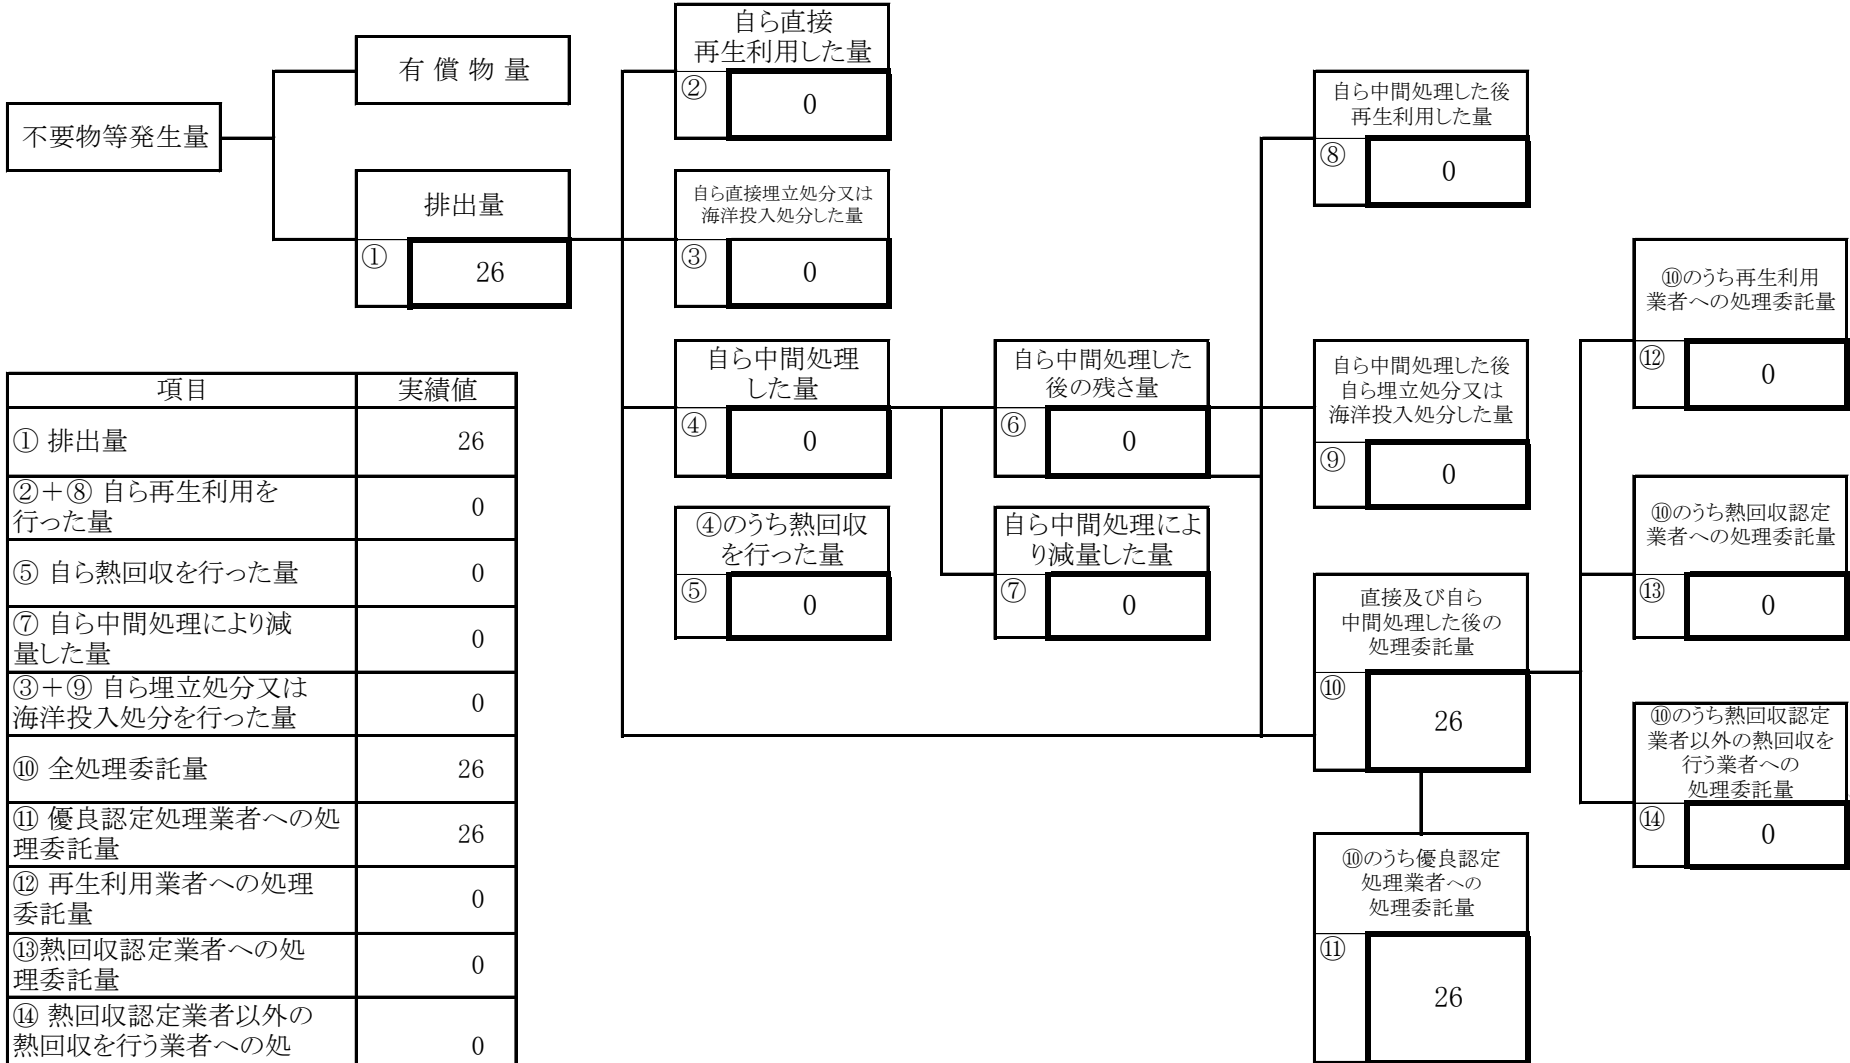 不要物等発生量
有 償 物 量
排出量
①
26
自ら直接
再生利用した量
②
0
自ら直接埋立処分又は
海洋投入処分した量
③
0
自ら中間処理
した量
④
0
④のうち熱回収
を行った量
⑤
0
自ら中間処理した
後の残さ量
⑥
0
自ら中間処理によ
り減量した量
⑦
0
自ら中間処理した後
再生利用した量
⑧
0
自ら中間処理した後
自ら埋立処分又は
海洋投入処分した量
⑨
0
直接及び自ら
中間処理した後の
処理委託量
⑩
26
⑩のうち優良認定
処理業者への
処理委託量
⑪
26
⑩のうち再生利用
業者への処理委託量
⑫
0
⑩のうち熱回収認定
業者への処理委託量
⑬
0
⑩のうち熱回収認定
業者以外の熱回収を
行う業者への
処理委託量
⑭
0
項目 実績値
① 排出量 26
②+⑧ 自ら再生利用を
行った量 0
⑤ 自ら熱回収を行った量 0
⑦ 自ら中間処理により減
量した量 0
③+⑨ 自ら埋立処分又は
海洋投入処分を行った量 0
⑩ 全処理委託量 26
⑪ 優良認定処理業者への処
理委託量 26
⑫ 再生利用業者への処理
委託量 0
⑬熱回収認定業者への処
理委託量 0
⑭ 熱回収認定業者以外の
熱回収を行う業者への処 0